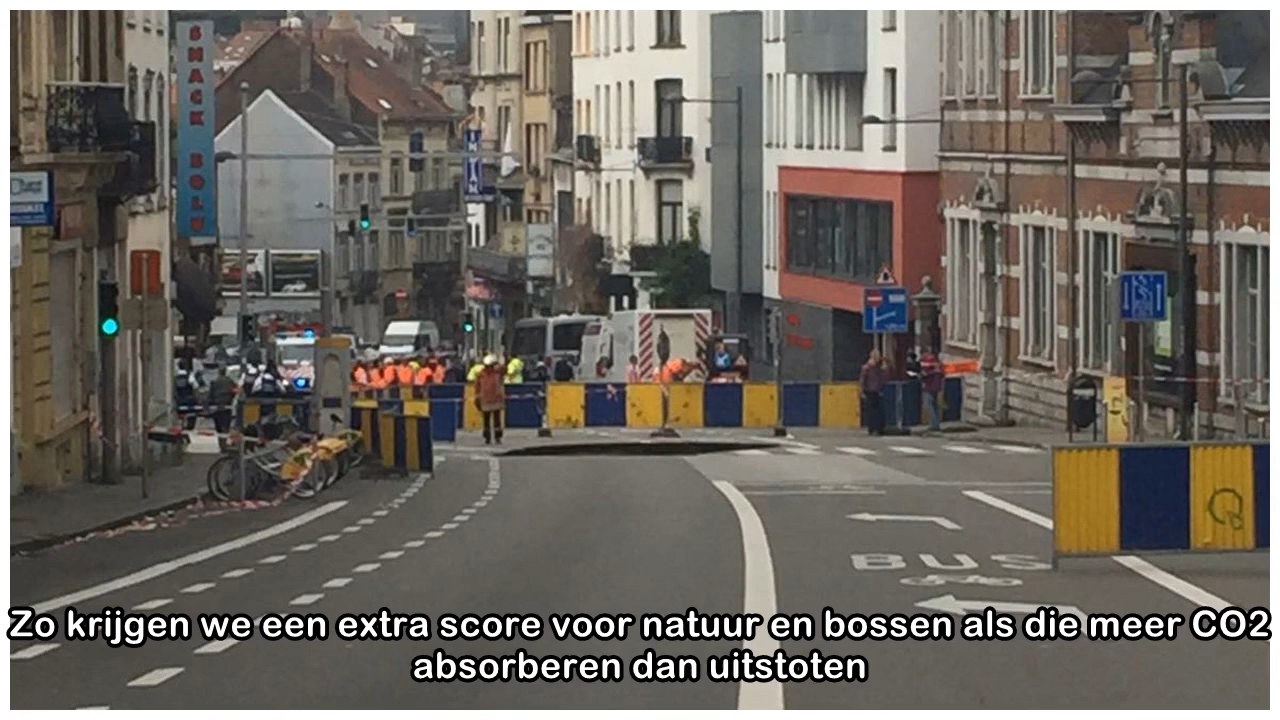 SNACK BOLU
BUS
Zo krijgen we een extra score voor natuur en bossen als die meer CO2
absorberen dan uitstoten